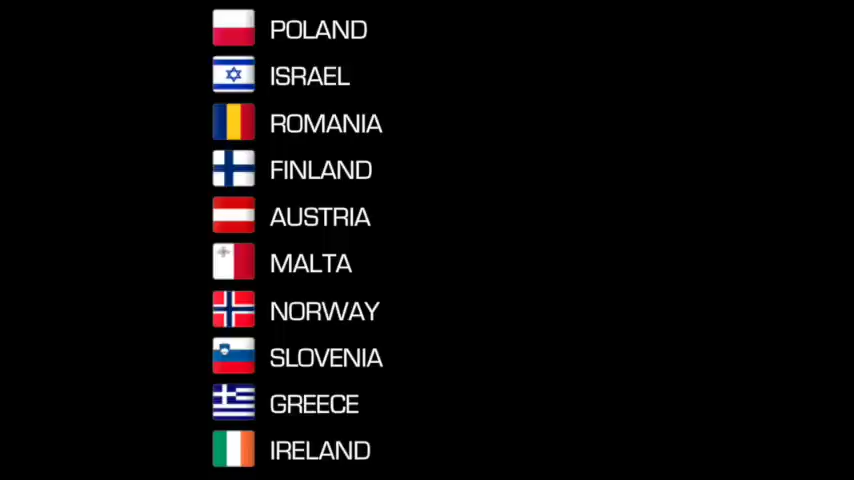 POLAND
ISRAEL
ROMANIA
FINLAND
AUSTRIA
MALTA
NORWAY
SLOVENIA
GREECE
IRELAND